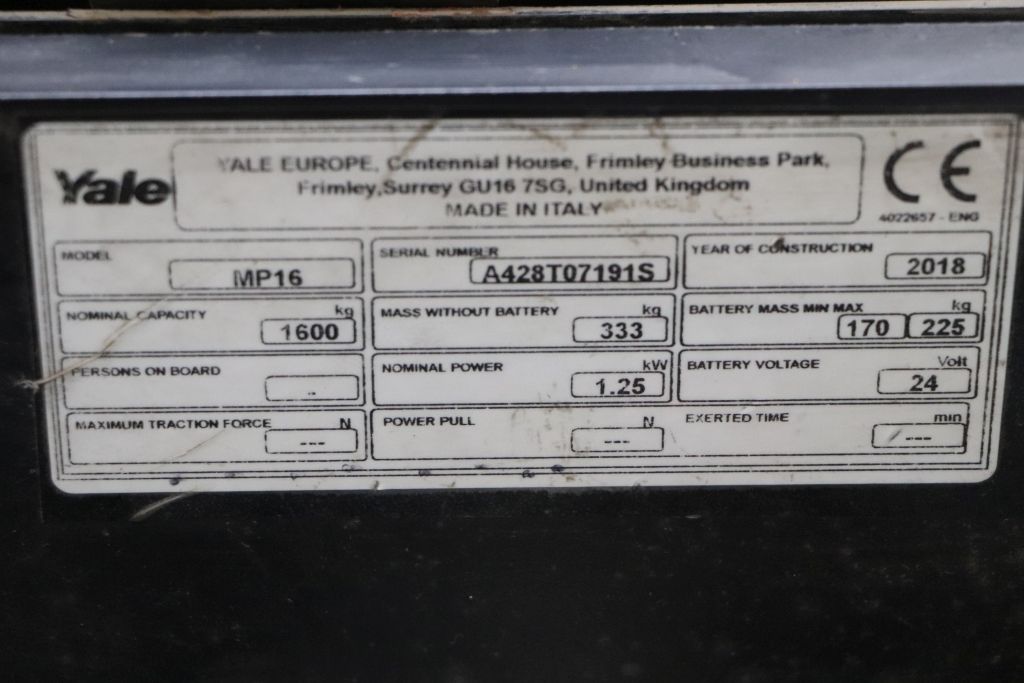 Yale
YALE EUROPE, Centennial House, Frimley Business Park,
Frimley,Surrey GU16 7SG, United Kingdom
MADE IN ITALY
CE
4022657 - ENG
MODEL MP16
SERIAL NUMBER A428T07191S
YEAR OF CONSTRUCTION 2018
NOMINAL CAPACITY kg 1600
MASS WITHOUT BATTERY kg 333
BATTERY MASS MIN MAX kg 170 225
PERSONS ON BOARD --
NOMINAL POWER kW 1.25
BATTERY VOLTAGE Volt 24
MAXIMUM TRACTION FORCE N ---
POWER PULL N ---
EXERTED TIME min ---